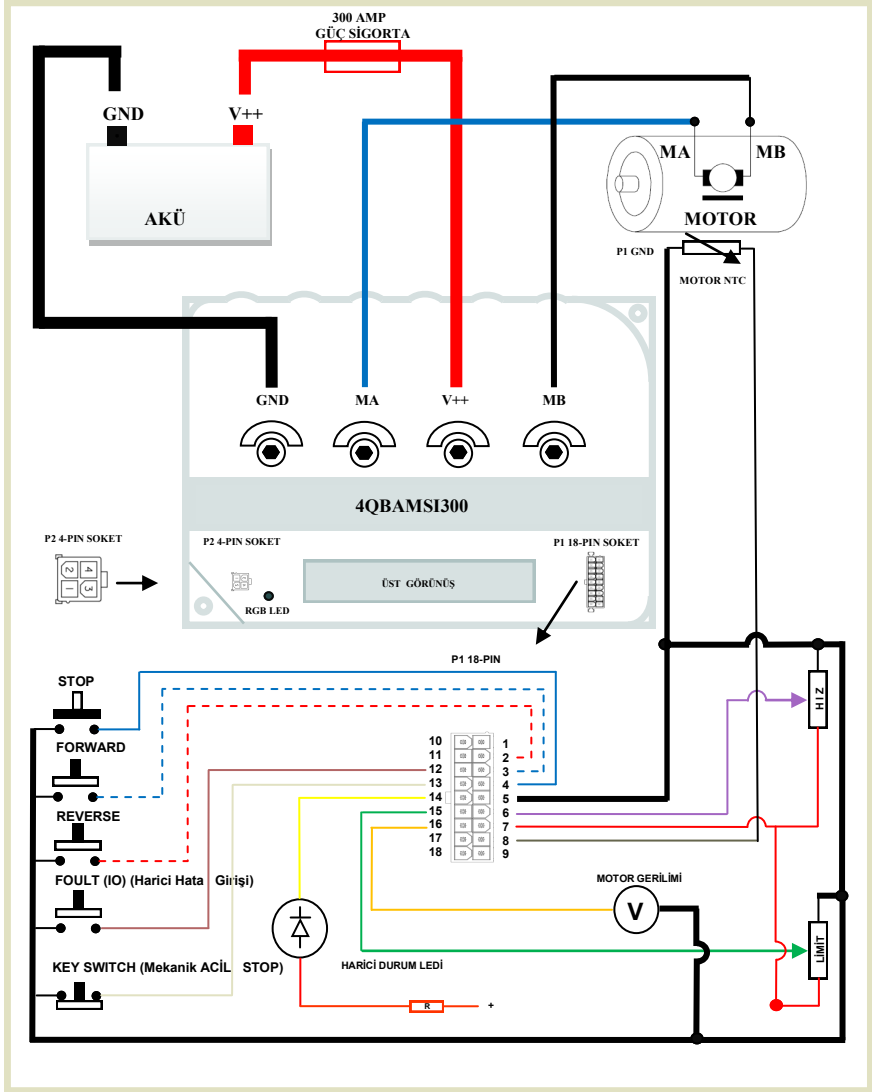 300 AMP
GÜÇ SİGORTA
GND
V++
AKÜ
MA
MB
MOTOR
P1 GND
MOTOR NTC
GND
MA
V++
MB
4QBAMSI300
P2 4-PIN SOKET
2
4
1
3
P2 4-PIN SOKET
RGB LED
ÜST GÖRÜNÜŞ
P1 18-PIN SOKET
P1 18-PIN
STOP
FORWARD
REVERSE
FOULT (IO) (Harici Hata Girişi)
KEY SWITCH (Mekanik ACİL STOP)
10
11
12
13
14
15
16
17
18
1
2
3
4
5
6
7
8
9
HIZ
MOTOR GERİLİMİ
V
LİMİT
HARİCİ DURUM LEDİ
R
+